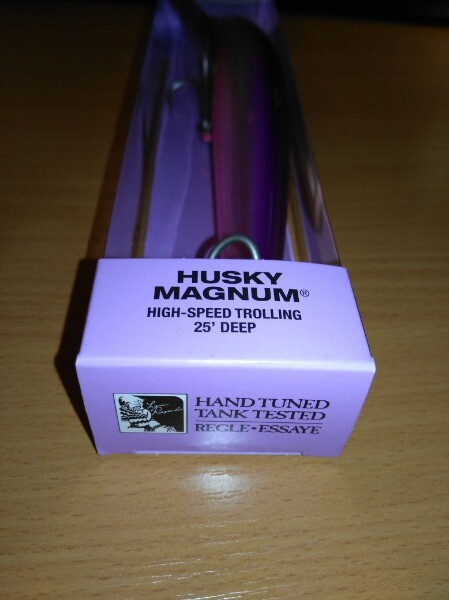 HUSKY
MAGNUM®
HIGH-SPEED TROLLING
25' DEEP
HAND TUNED
TANK TESTED
REGLE•ESSAYE